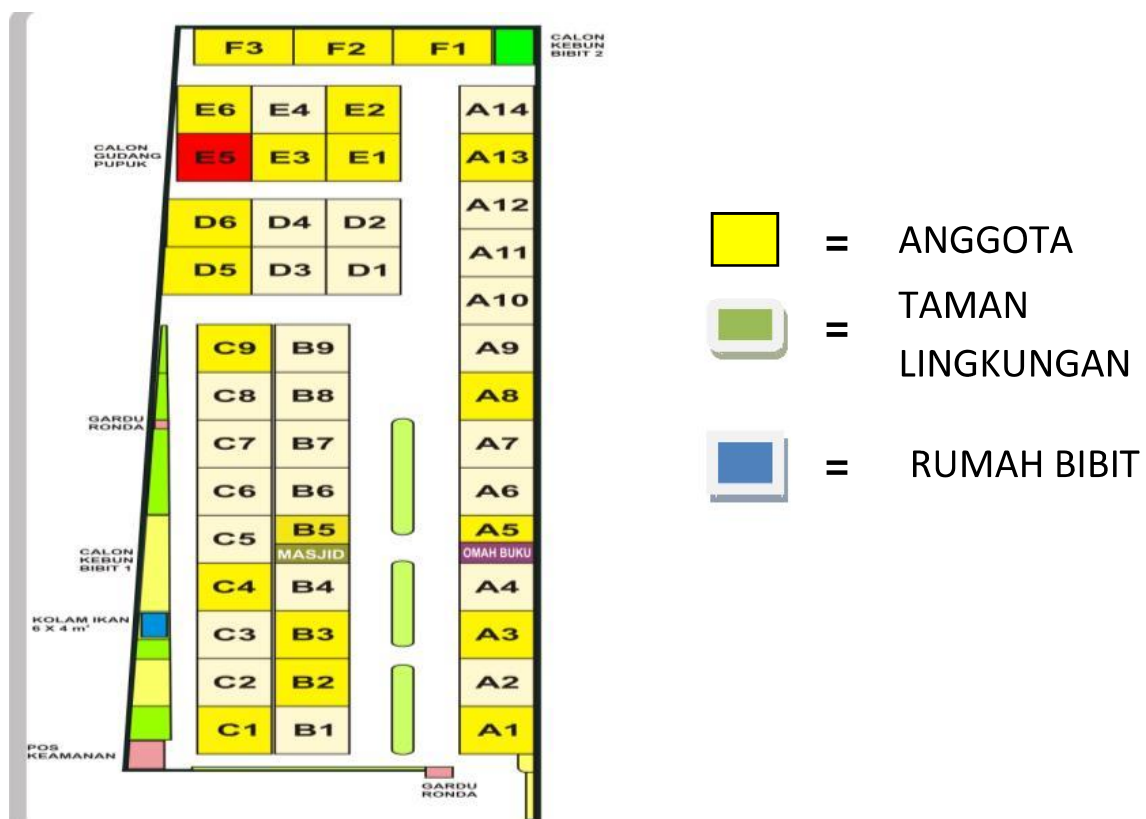 F3 F2 F1
CALON
KEBUN
BIBIT 2
E6 E4 E2 A14
CALON
GUDANG
PUPUK
E5 E3 E1 A13
A12
D6 D4 D2
A11
D5 D3 D1
A10
C9 B9 A9
C8 B8 A8
GARDU
RONDA
C7 B7 A7
C6 B6 A6
C5 B5 A5
MASJID OMAH BUKU
CALON
KEBUN
BIBIT 1
C4 B4 A4
KOLAM IKAN
6 X 4 m²
C3 B3 A3
C2 B2 A2
C1 B1 A1
POS
KEAMANAN
GARDU
RONDA
= ANGGOTA
= TAMAN
LINGKUNGAN
= RUMAH BIBIT